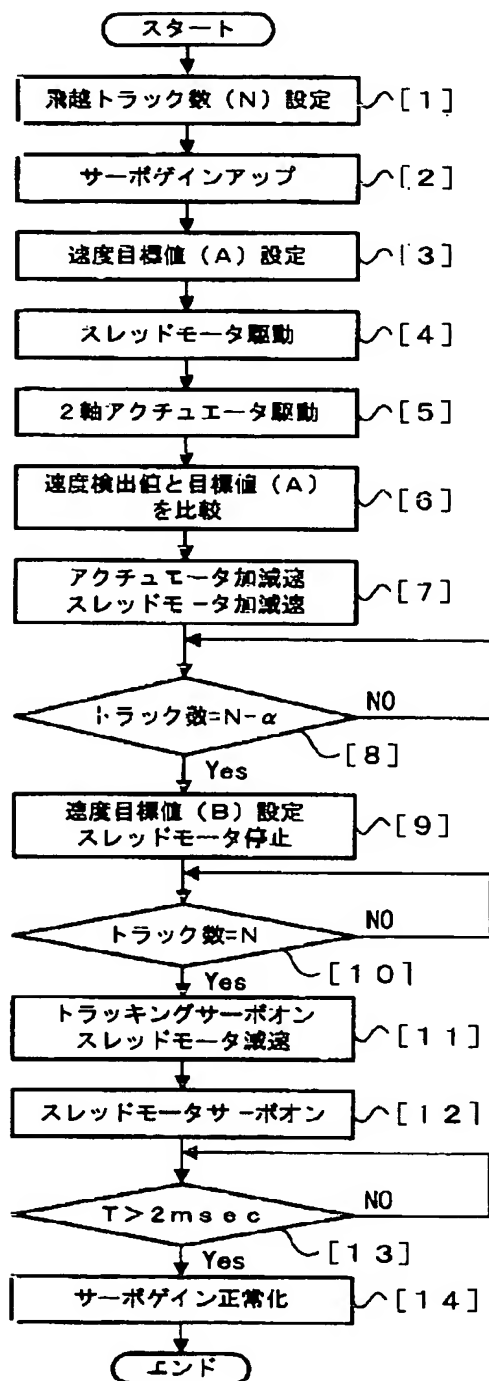 スタート
飛越トラック数(N)設定 [1]
サーボゲインアップ [2]
速度目標値(A)設定 [3]
スレッドモータ駆動 [4]
2軸アクチュエータ駆動 [5]
速度検出値と目標値(A)
を比較 [6]
アクチュエータ加減速
スレッドモータ加減速 [7]
トラック数=N-α NO
[8]
Yes
速度目標値(B)設定
スレッドモータ停止 [9]
トラック数=N NO
[10]
Yes
トラッキングサーボオン
スレッドモータ減速 [11]
スレッドモータサーボオン [12]
T>2msec NO
[13]
Yes
サーボゲイン正常化 [14]
エンド